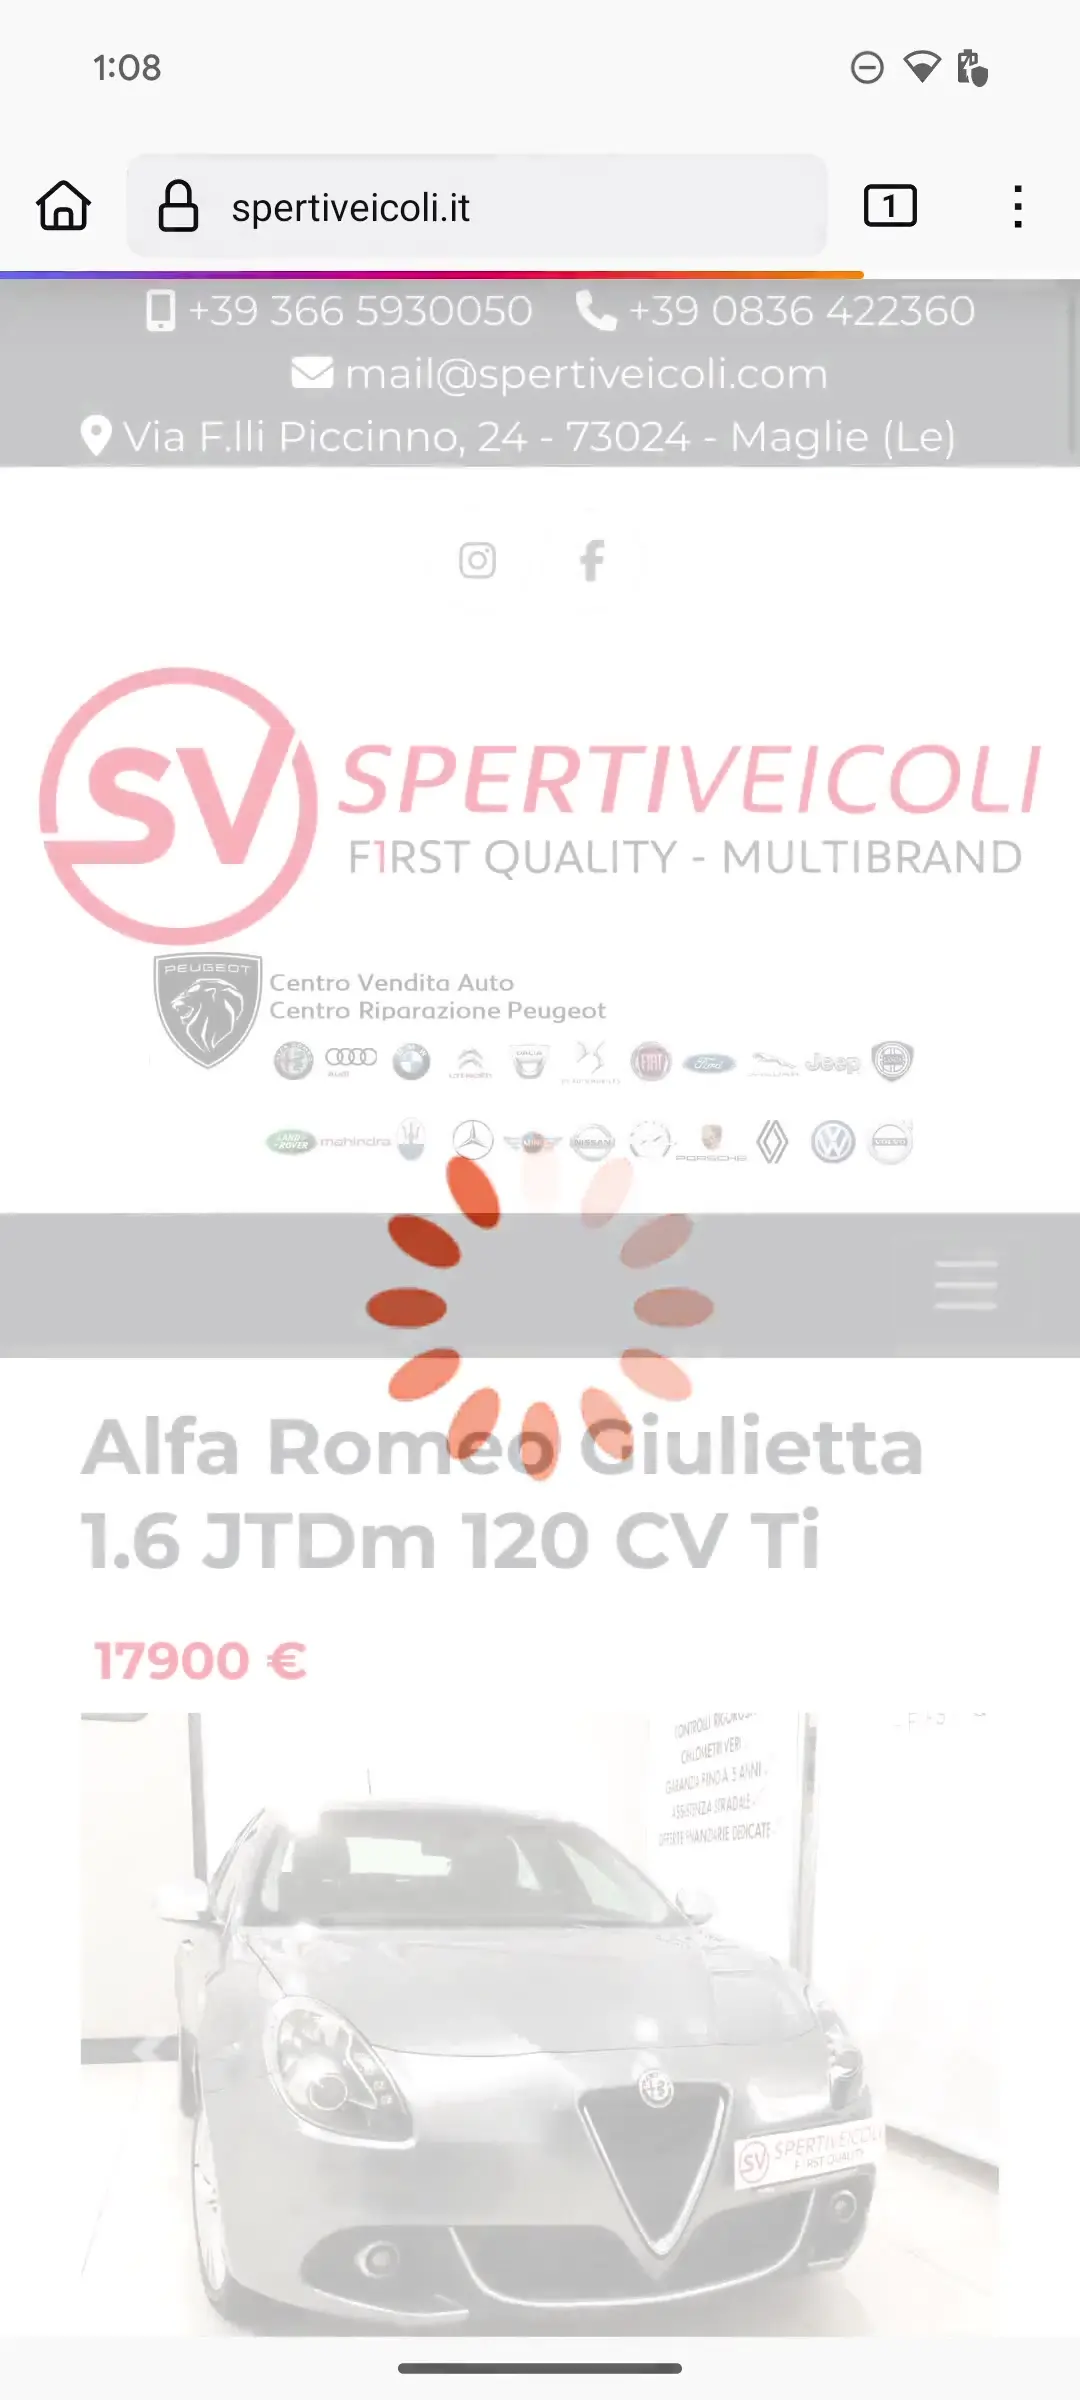 1:08
spertiveicoli.it
1
+39 366 5930050 +39 0836 422360
mail@spertiveicoli.com
Via F.lli Piccinno, 24 - 73024 - Maglie (Le)
SV
SPERTIVEICOLI
F1RST QUALITY - MULTIBRAND
PEUGEOT
Centro Vendita Auto
Centro Riparazione Peugeot
Audi
DACIA
FIAT
Ford
JAGUAR
Jeep
LAND ROVER
mahindra
MINI
NISSAN
PORSCHE
VOLVO
Alfa Romeo Giulietta
1.6 JTDm 120 CV Ti
17900 €
CONTROLLI RIGOROSI
CHILOMETRI VERI
GARANZIA FINO A 3 ANNI
ASSISTENZA STRADALE
OFFERTE FINANZIARIE DEDICATE
SV SPERTIVEICOLI
F1RST QUALITY